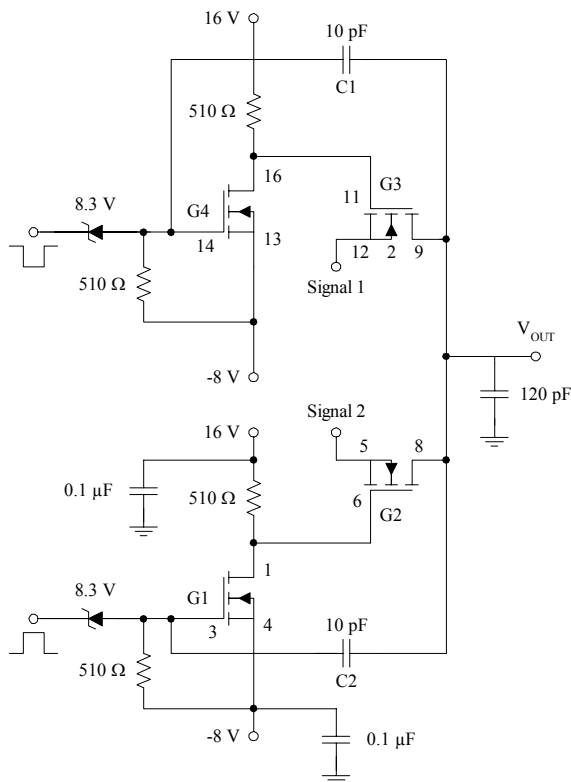 16 V
10 pF
C1
510 Ω
16
G3
8.3 V
G4
11
14
13
12
2
9
510 Ω
Signal 1
V_OUT
-8 V
120 pF
Signal 2
16 V
5
8
0.1 µF
510 Ω
6
G2
1
8.3 V
G1
10 pF
3
4
510 Ω
C2
-8 V
0.1 µF